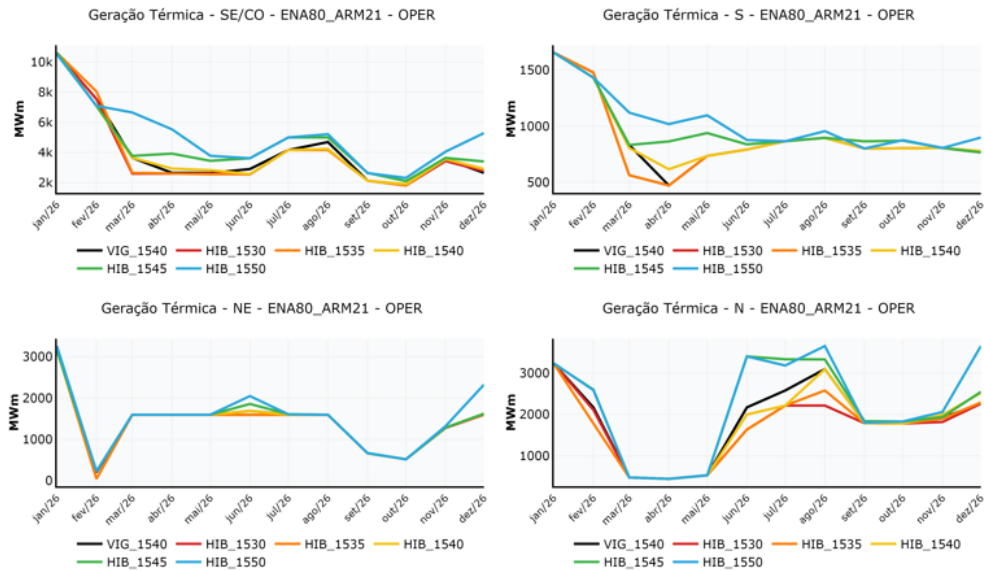 Geração Térmica - SE/CO - ENA80_ARM21 - OPER
MWm
10k
8k
6k
4k
2k
jan/26 fev/26 mar/26 abr/26 mai/26 jun/26 jul/26 ago/26 set/26 out/26 nov/26 dez/26
VIG_1540 HIB_1530 HIB_1535 HIB_1540
HIB_1545 HIB_1550
Geração Térmica - S - ENA80_ARM21 - OPER
MWm
1500
1000
500
jan/26 fev/26 mar/26 abr/26 mai/26 jun/26 jul/26 ago/26 set/26 out/26 nov/26 dez/26
VIG_1540 HIB_1530 HIB_1535 HIB_1540
HIB_1545 HIB_1550
Geração Térmica - NE - ENA80_ARM21 - OPER
MWm
3000
2000
1000
0
jan/26 fev/26 mar/26 abr/26 mai/26 jun/26 jul/26 ago/26 set/26 out/26 nov/26 dez/26
VIG_1540 HIB_1530 HIB_1535 HIB_1540
HIB_1545 HIB_1550
Geração Térmica - N - ENA80_ARM21 - OPER
MWm
3000
2000
1000
jan/26 fev/26 mar/26 abr/26 mai/26 jun/26 jul/26 ago/26 set/26 out/26 nov/26 dez/26
VIG_1540 HIB_1530 HIB_1535 HIB_1540
HIB_1545 HIB_1550